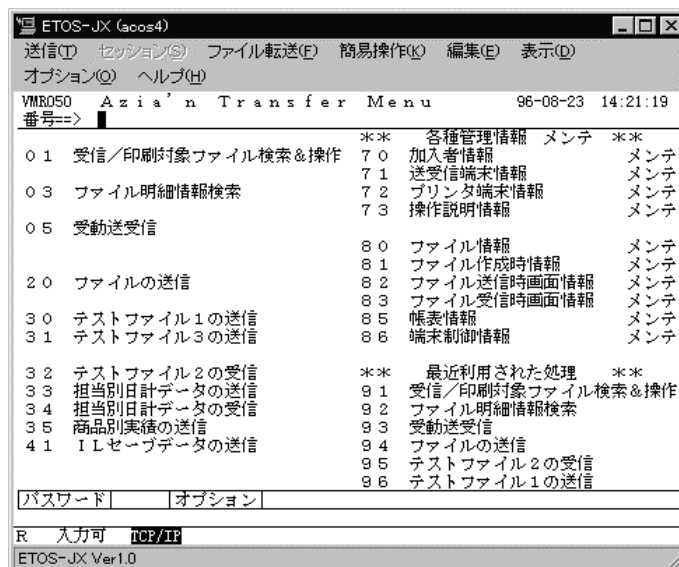 ETOS-JX (acos4)
送信(T) セッション(S) ファイル転送(F) 簡易操作(K) 編集(E) 表示(D)
オプション(O) ヘルプ(H)
VMR050 Azia'n Transfer Menu 96-08-23 14:21:19
番号==>
** 各種管理情報 メンテ **
01 受信／印刷対象ファイル検索＆操作 70 加入者情報 メンテ
71 送受信端末情報 メンテ
03 ファイル明細情報検索 72 プリンタ端末情報 メンテ
73 操作説明情報 メンテ
05 受動送受信
80 ファイル情報 メンテ
81 ファイル作成時情報 メンテ
20 ファイルの送信 82 ファイル送信時画面情報 メンテ
83 ファイル受信時画面情報 メンテ
30 テストファイル１の送信 85 帳表情報 メンテ
31 テストファイル３の送信 86 端末制御情報 メンテ
32 テストファイル２の受信 ** 最近利用された処理 **
33 担当別日計データの送信 91 受信／印刷対象ファイル検索＆操作
34 担当別日計データの受信 92 ファイル明細情報検索
35 商品別実績の送信 93 受動送受信
41 ＩＬセーブデータの送信 94 ファイルの送信
95 テストファイル２の受信
96 テストファイル１の送信
パスワード オプション
R 入力可 TCP/IP
ETOS-JX Ver1.0